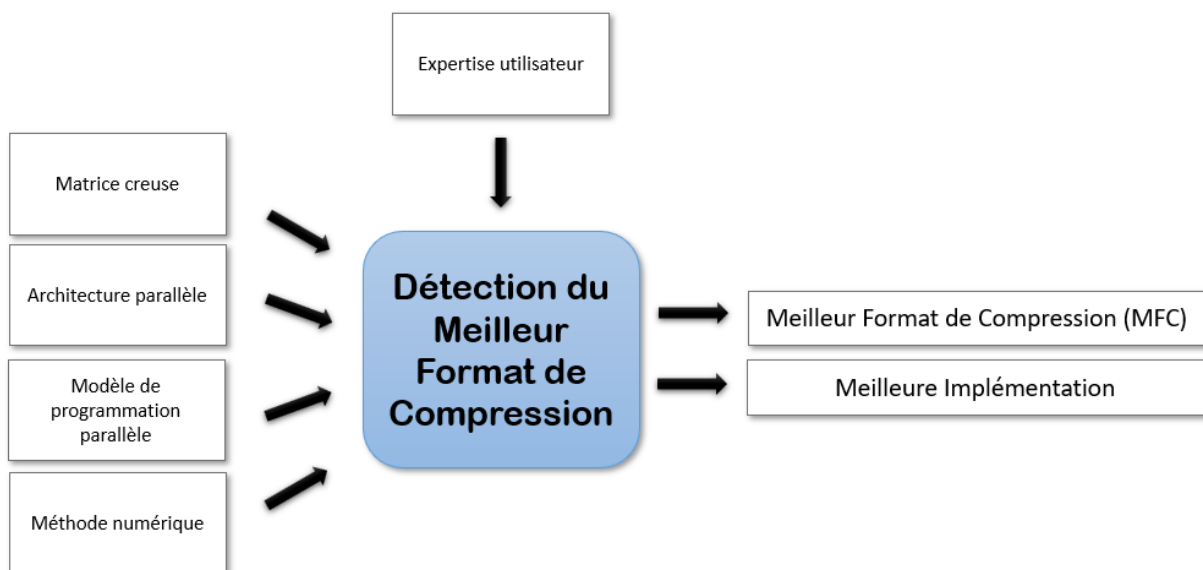 Expertise utilisateur
Matrice creuse
Architecture parallèle
Modèle de
programmation
parallèle
Méthode numérique
Détection du
Meilleur
Format de
Compression
Meilleur Format de Compression (MFC)
Meilleure Implémentation